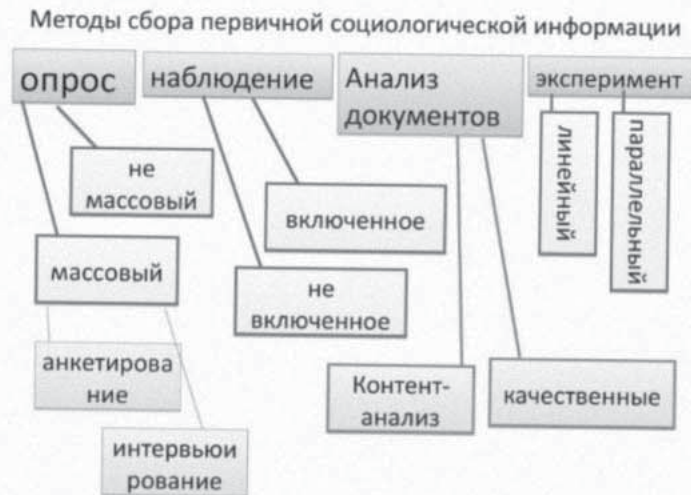 Методы сбора первичной социологической информации
опрос
наблюдение
Анализ
документов
эксперимент
линейный
параллельный
не
массовый
включенное
массовый
не
включенное
анкетирова
ние
Контент-
анализ
качественные
интервьюи
рование